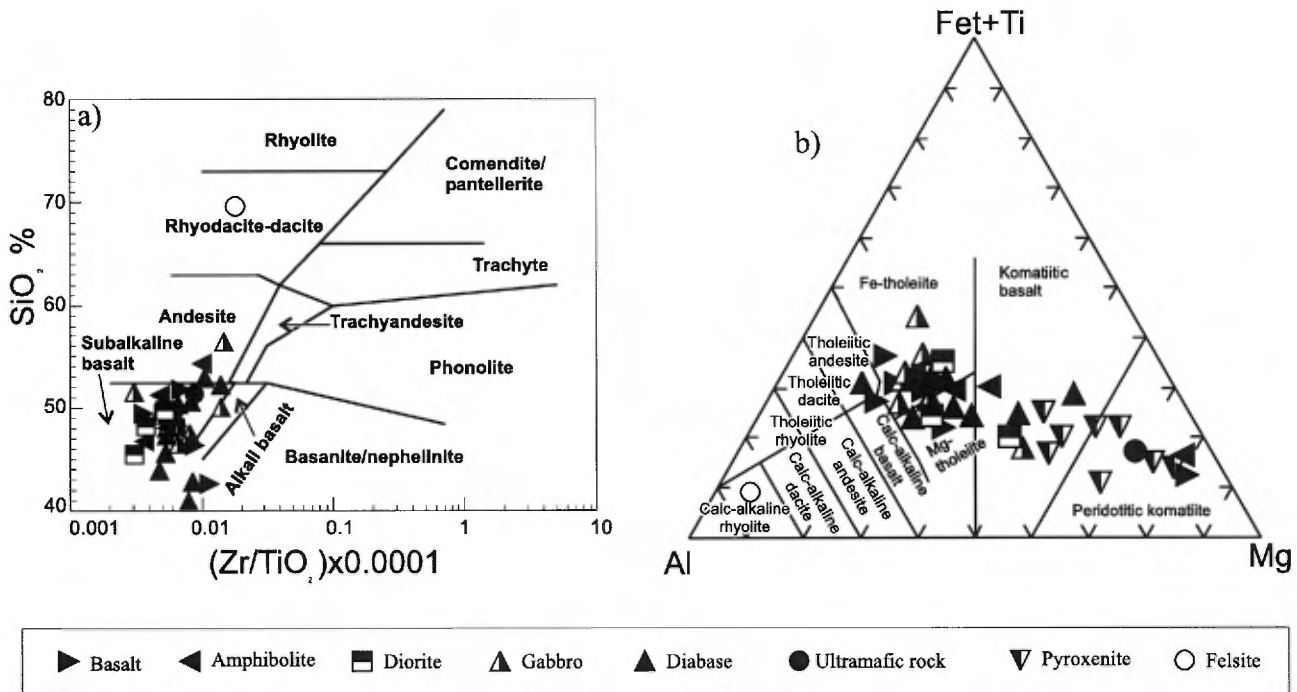 a)
80
70
60
50
40
SiO₂ %
0.001
0.01
0.1
1
10
(Zr/TiO₂)x0.0001
Rhyolite
Comendite/
pantellerite
Rhyodacite-dacite
Trachyte
Andesite
Trachyandesite
Subalkaline
basalt
Phonolite
Alkali basalt
Basanite/nephelinite
b)
Fet+Ti
Al
Mg
Fe-tholeiite
Komatiitic
basalt
Tholeiitic
andesite
Tholeiitic
dacite
Tholeiitic
rhyolite
Calc-alkaline
basalt
Mg-
tholeiite
Calc-alkaline
andesite
Calc-alkaline
dacite
Calc-alkaline
rhyolite
Peridotitic komatiite
Basalt
Amphibolite
Diorite
Gabbro
Diabase
Ultramafic rock
Pyroxenite
Felsite